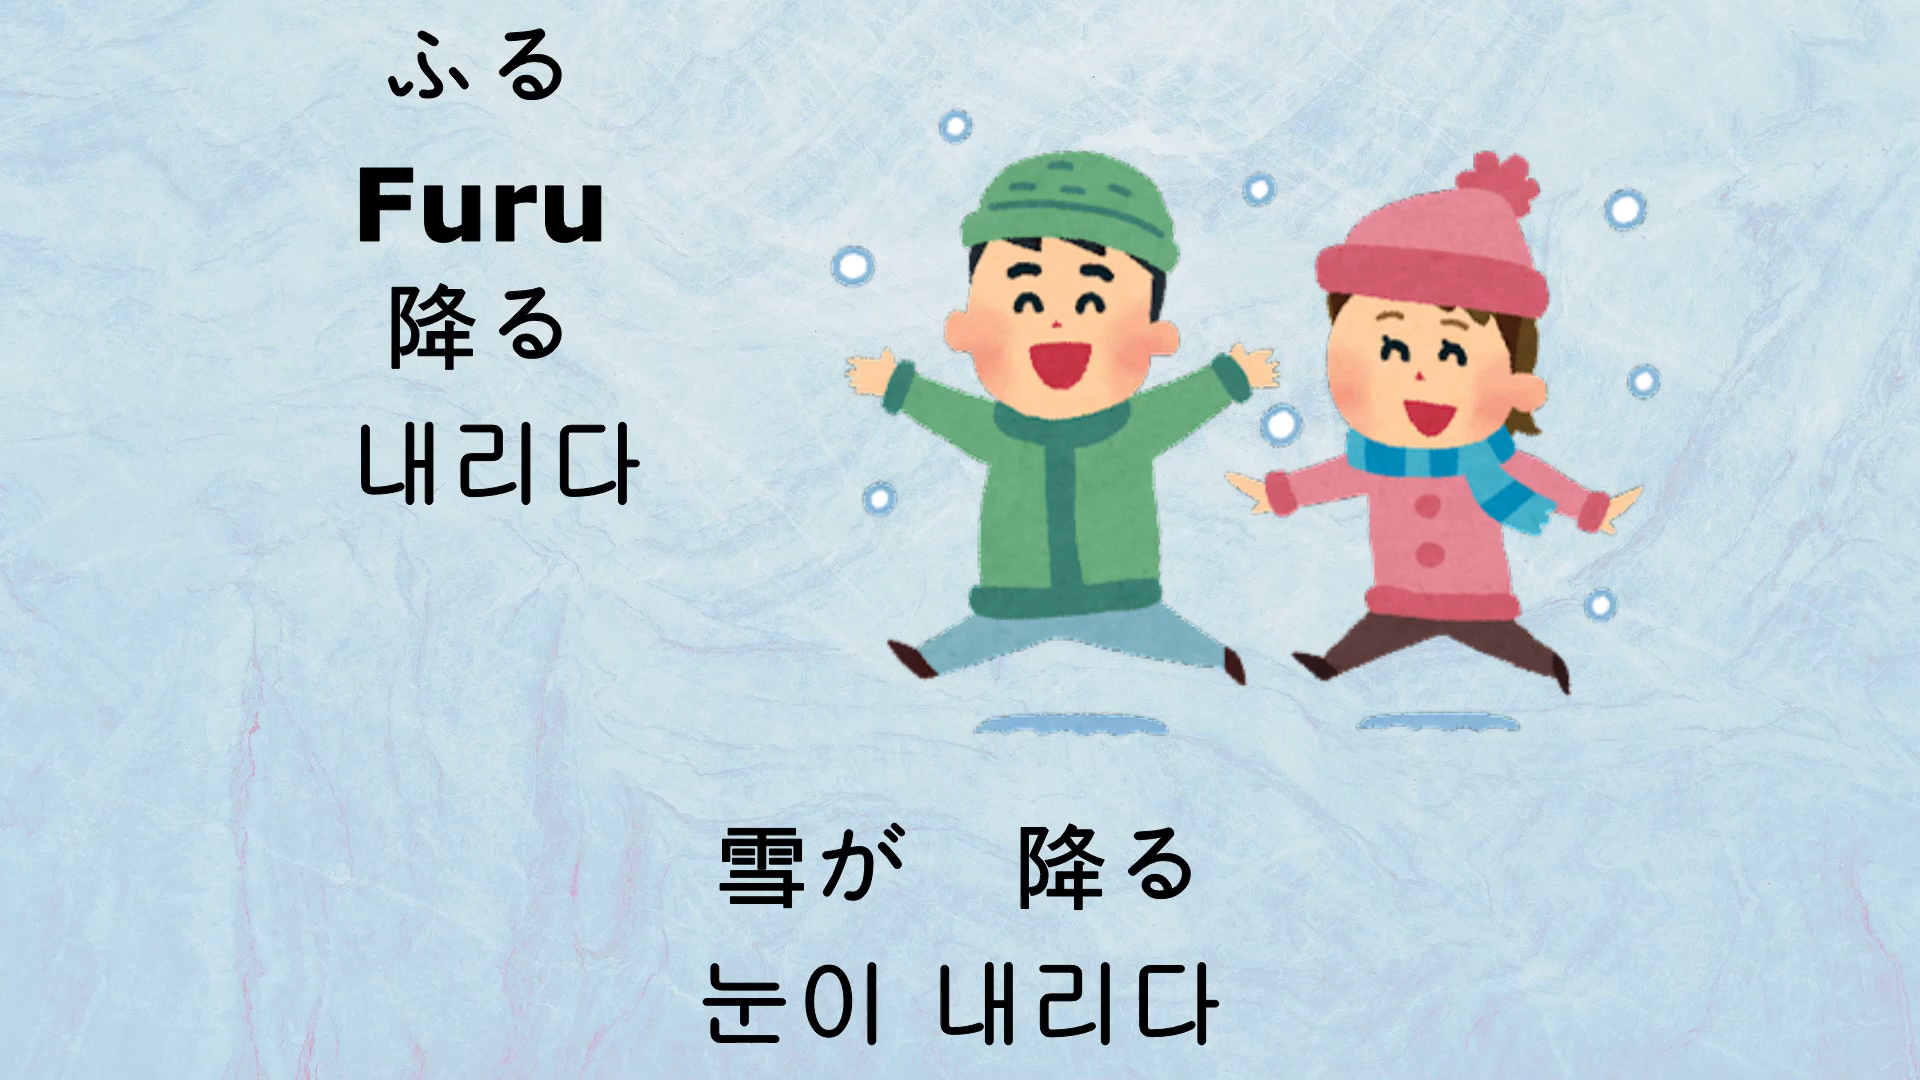 ふる
Furu
降る
내리다
雪が　降る
눈이 내리다